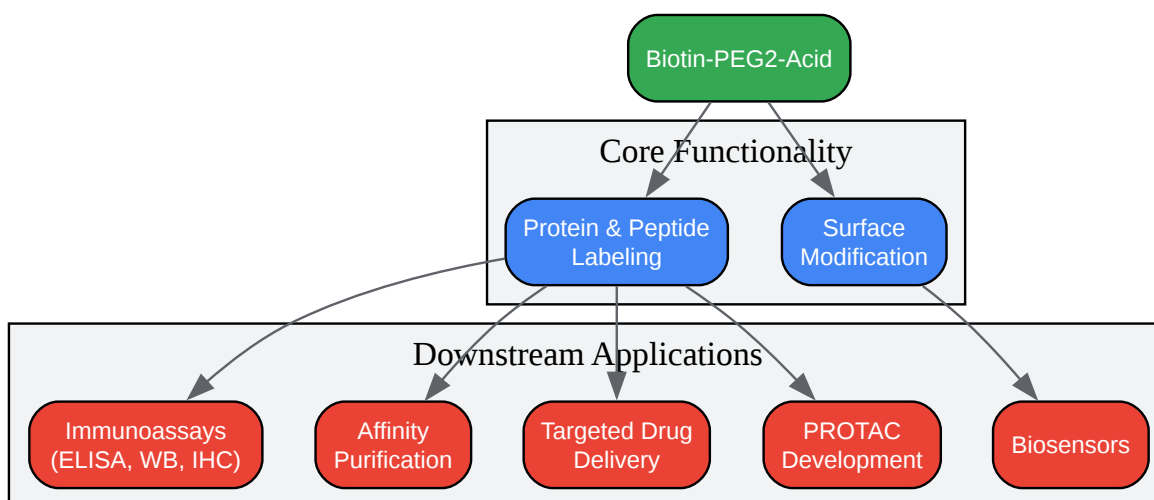 Biotin-PEG2-Acid
Core Functionality
Protein & Peptide
Labeling
Surface
Modification
Downstream Applications
Immunoassays
(ELISA, WB, IHC)
Affinity
Purification
Targeted Drug
Delivery
PROTAC
Development
Biosensors